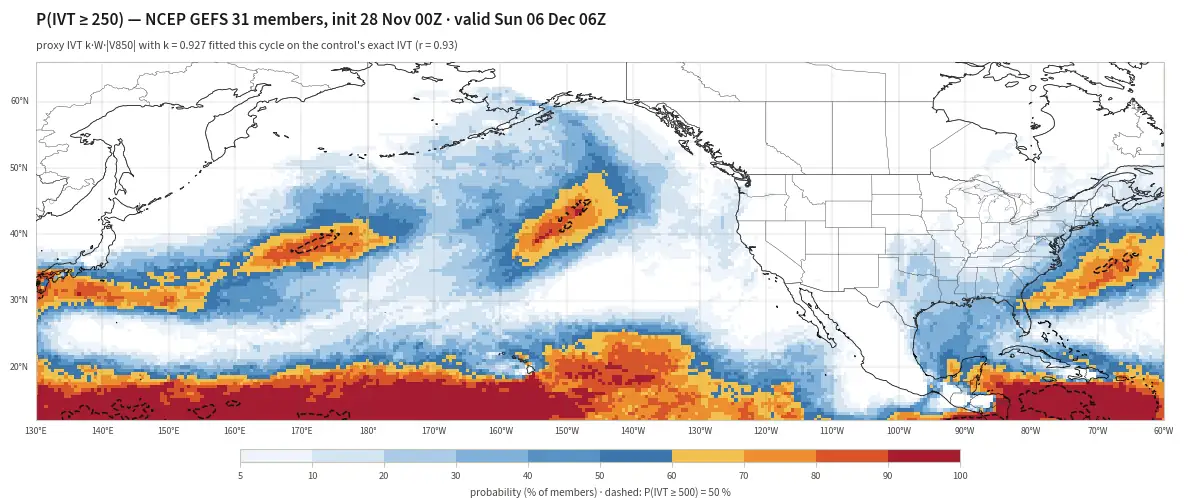 P(IVT ≥ 250) — NCEP GEFS 31 members, init 28 Nov 00Z · valid Sun 06 Dec 06Z
proxy IVT k·W·|V850| with k = 0.927 fitted this cycle on the control's exact IVT (r = 0.93)
60°N
50°N
40°N
30°N
20°N
130°E 140°E 150°E 160°E 170°E 180° 170°W 160°W 150°W 140°W 130°W 120°W 110°W 100°W 90°W 80°W 70°W 60°W
5 10 20 30 40 50 60 70 80 90 100
probability (% of members) · dashed: P(IVT ≥ 500) = 50 %